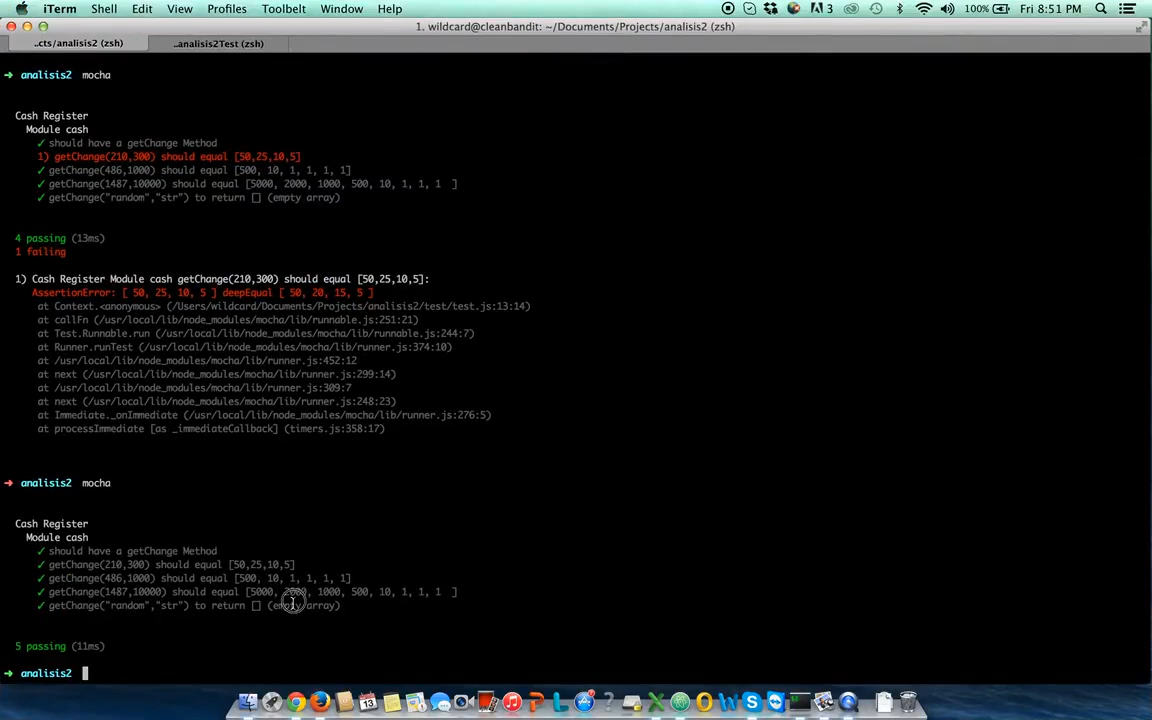 iTerm Shell Edit View Profiles Toolbelt Window Help 3 100% Fri 8:51 PM
1. wildcard@cleanbandit: ~/Documents/Projects/analisis2 (zsh)
..cts/analisis2 (zsh) ..analisis2Test (zsh)
➜ analisis2 mocha
Cash Register
Module cash
✓ should have a getChange Method
1) getChange(210,300) should equal [50,25,10,5]
✓ getChange(486,1000) should equal [500, 10, 1, 1, 1, 1]
✓ getChange(1487,10000) should equal [5000, 2000, 1000, 500, 10, 1, 1, 1 ]
✓ getChange("random","str") to return [] (empty array)
4 passing (13ms)
1 failing
1) Cash Register Module cash getChange(210,300) should equal [50,25,10,5]:
AssertionError: [ 50, 25, 10, 5 ] deepEqual [ 50, 20, 15, 5 ]
at Context.<anonymous> (/Users/wildcard/Documents/Projects/analisis2/test/test.js:13:14)
at callFn (/usr/local/lib/node_modules/mocha/lib/runnable.js:251:21)
at Test.Runnable.run (/usr/local/lib/node_modules/mocha/lib/runnable.js:244:7)
at Runner.runTest (/usr/local/lib/node_modules/mocha/lib/runner.js:374:10)
at /usr/local/lib/node_modules/mocha/lib/runner.js:452:12
at next (/usr/local/lib/node_modules/mocha/lib/runner.js:299:14)
at /usr/local/lib/node_modules/mocha/lib/runner.js:309:7
at next (/usr/local/lib/node_modules/mocha/lib/runner.js:248:23)
at Immediate._onImmediate (/usr/local/lib/node_modules/mocha/lib/runner.js:276:5)
at processImmediate [as _immediateCallback] (timers.js:358:17)
➜ analisis2 mocha
Cash Register
Module cash
✓ should have a getChange Method
✓ getChange(210,300) should equal [50,25,10,5]
✓ getChange(486,1000) should equal [500, 10, 1, 1, 1, 1]
✓ getChange(1487,10000) should equal [5000, 2000, 1000, 500, 10, 1, 1, 1 ]
✓ getChange("random","str") to return [] (empty array)
5 passing (11ms)
➜ analisis2